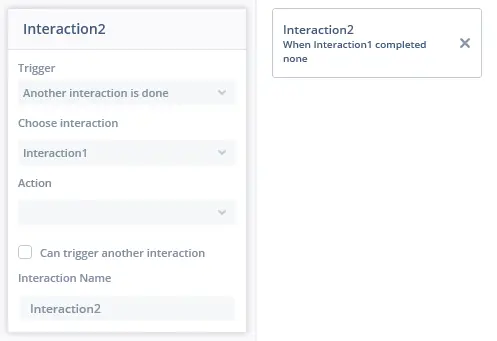 Interaction2
Trigger
Another interaction is done
Choose interaction
Interaction1
Action
Can trigger another interaction
Interaction Name
Interaction2
Interaction2
When Interaction1 completed
none